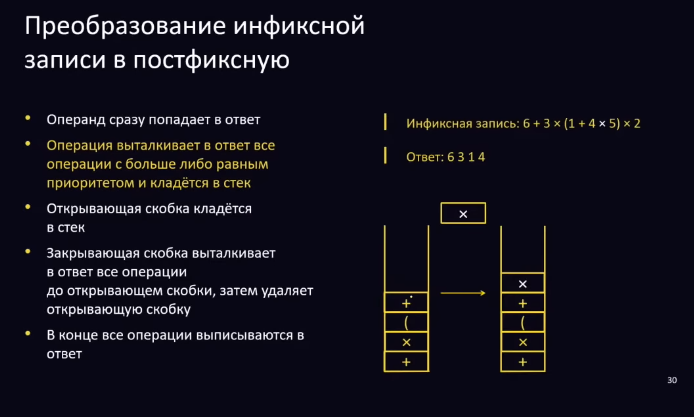 Преобразование инфиксной
записи в постфиксную
• Операнд сразу попадает в ответ
• Операция выталкивает в ответ все
операции с больше либо равным
приоритетом и кладётся в стек
• Открывающая скобка кладётся
в стек
• Закрывающая скобка выталкивает
в ответ все операции
до открывающем скобки, затем удаляет
открывающую скобку
• В конце все операции выписываются в
ответ
Инфиксная запись: 6 + 3 × (1 + 4 × 5) × 2
Ответ: 6 3 1 4
×
+
(
×
+
×
+
(
×
+
30